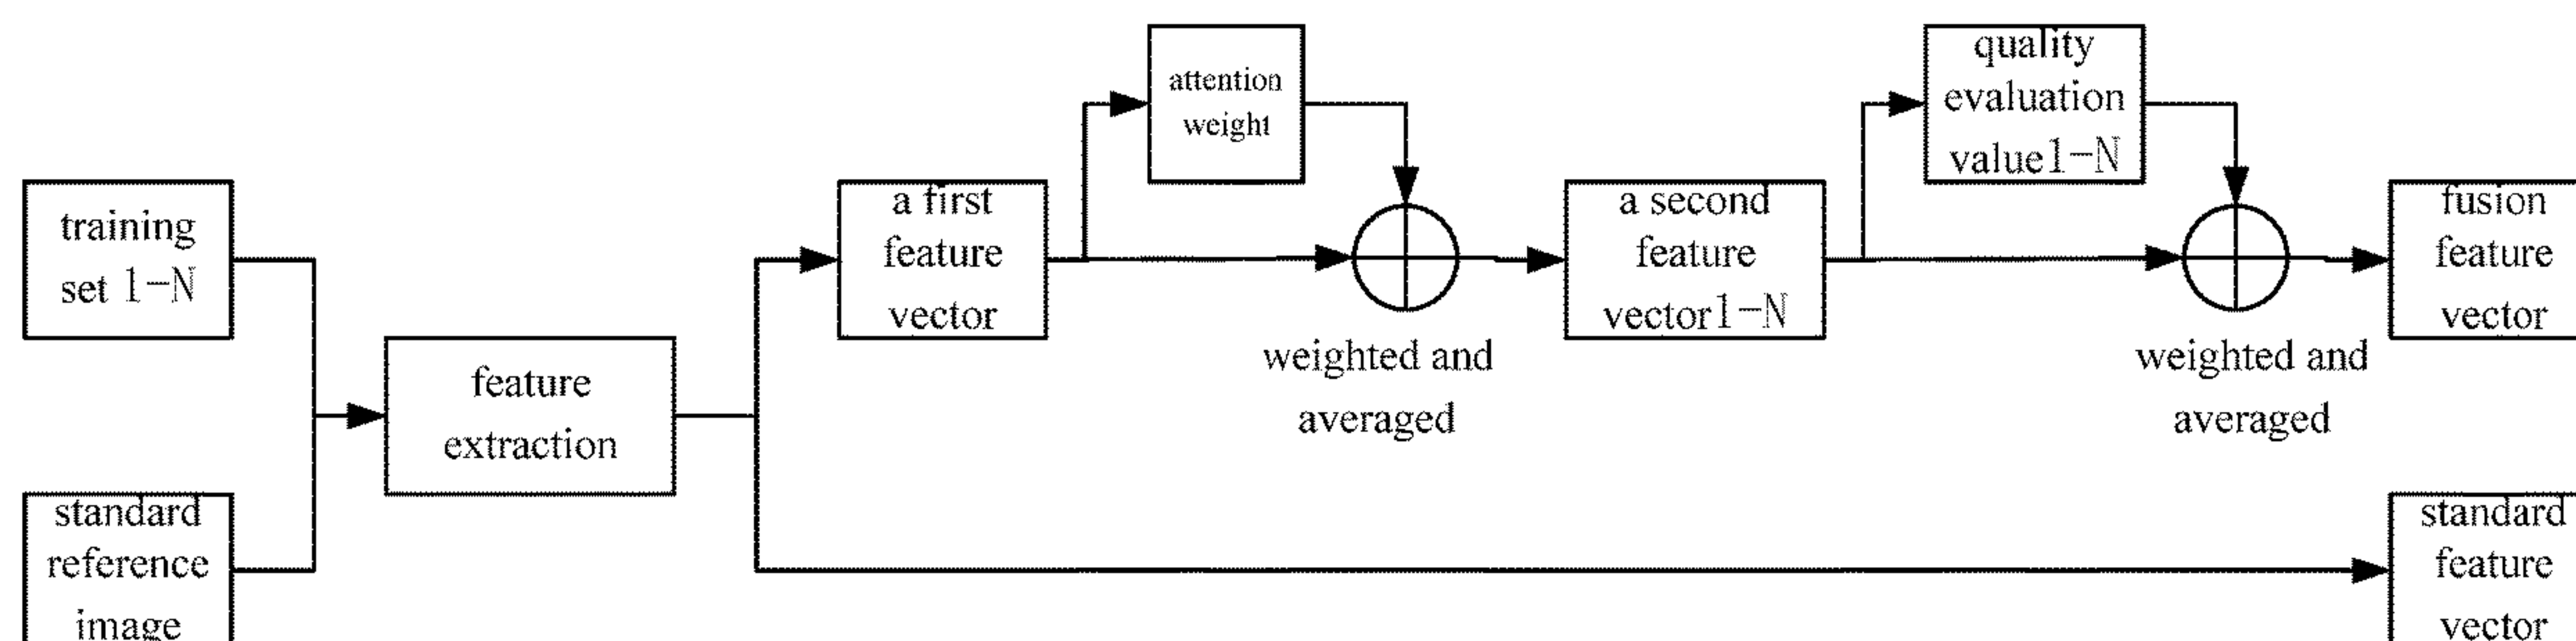 training
set 1-N
standard
reference
image
feature
extraction
a first
feature
vector
attention
weight
weighted and
averaged
a second
feature
vector1-N
quality
evaluation
value1-N
weighted and
averaged
fusion
feature
vector
standard
feature
vector